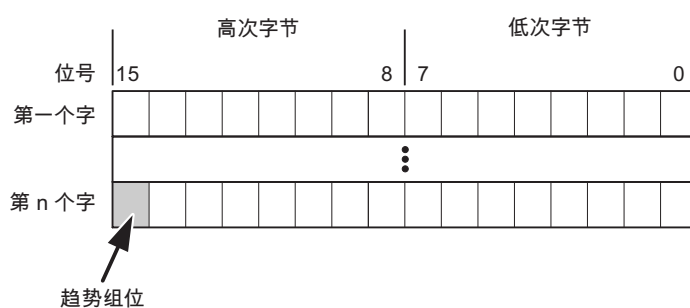 高次字节 低次字节
位号 15 8 7 0
第一个字
第 n 个字
趋势组位